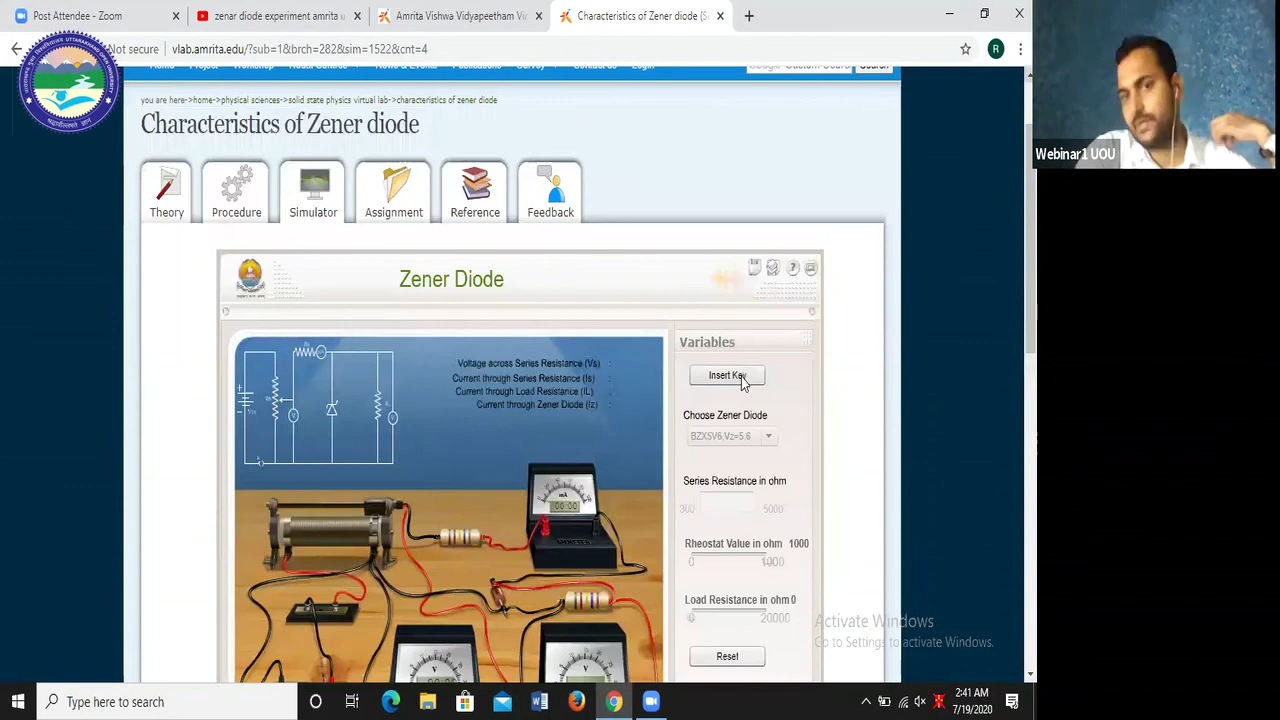 Post Attendee - Zoom
zenar diode experiment amrita u
Amrita Vishwa Vidyapeetham Vir
Characteristics of Zener diode (S
Not secure
vlab.amrita.edu/?sub=1&brch=282&sim=1522&cnt=4
R
Search
you are here->home->physical sciences->solid state physics virtual lab->characteristics of zener diode
Characteristics of Zener diode
Webinar1 UOU
Theory
Procedure
Simulator
Assignment
Reference
Feedback
Zener Diode
Variables
Voltage across Series Resistance (Vs) :
Current through Series Resistance (Is) :
Current through Load Resistance (IL) :
Current through Zener Diode (Iz) :
Insert Key
Choose Zener Diode
BZX5V6,Vz=5.6
Series Resistance in ohm
300
5000
mA
00:00
AMMETER
Rheostat Value in ohm 1000
0
1000
Load Resistance in ohm 0
0
20000
V
V
Reset
Activate Windows
Go to Settings to activate Windows.
Type here to search
2:41 AM
7/19/2020